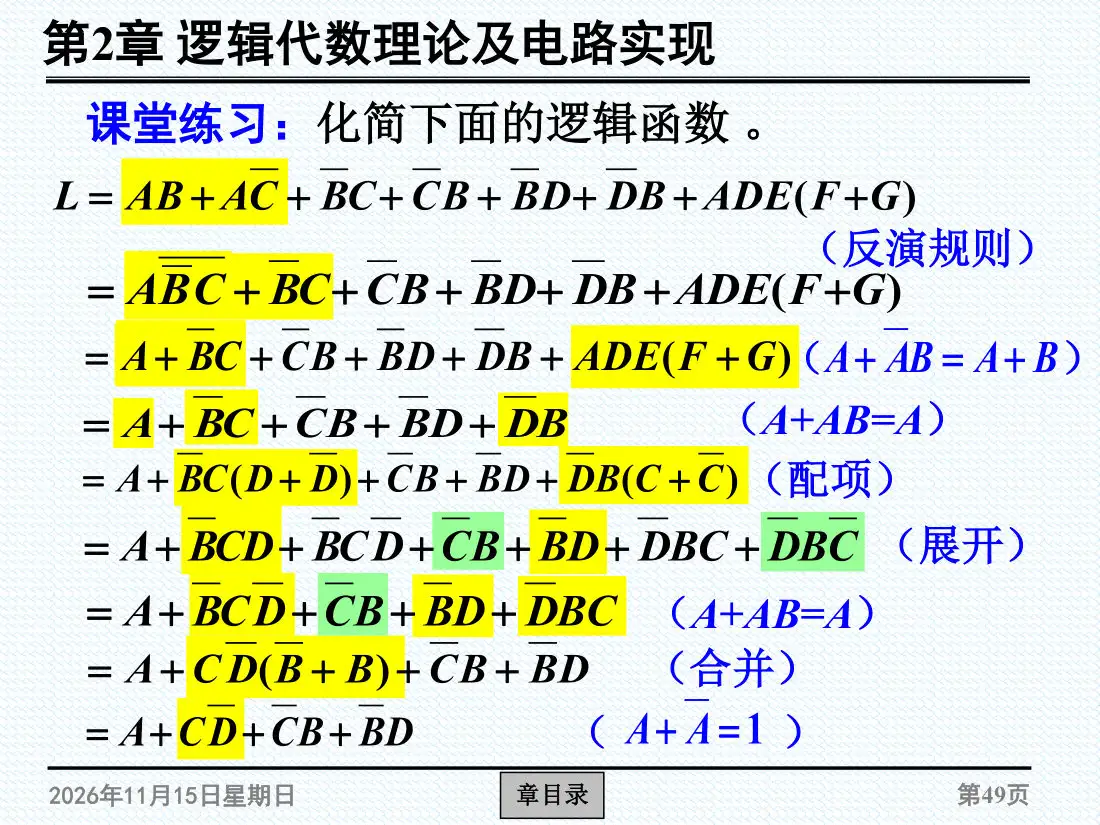 第2章 逻辑代数理论及电路实现
课堂练习：化简下面的逻辑函数 。
L = AB + AC̅ + B̅C + C̅B + B̅D + D̅B + ADE(F+G)
（反演规则）
= A\overline{B̅C} + B̅C + C̅B + B̅D + D̅B + ADE(F+G)
= A + B̅C + C̅B + B̅D + D̅B + ADE(F + G)（A + A̅B = A + B）
= A + B̅C + C̅B + B̅D + D̅B （A+AB=A）
= A + B̅C(D + D̅) + C̅B + B̅D + D̅B(C + C̅)（配项）
= A + B̅CD + B̅CD̅ + C̅B + B̅D + D̅BC + D̅BC̅ （展开）
= A + B̅CD̅ + C̅B + B̅D + D̅BC （A+AB=A）
= A + CD̅(B̅ + B) + C̅B + B̅D （合并）
= A + CD̅ + C̅B + B̅D （ A + A̅ = 1 ）
2026年11月15日星期日 章目录 第49页